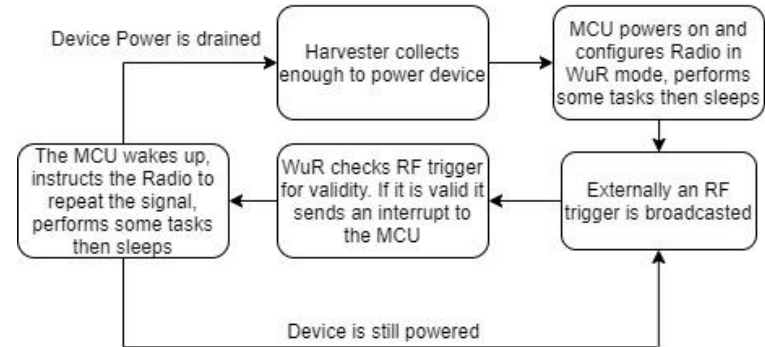 Device Power is drained
Harvester collects
enough to power device
MCU powers on and
configures Radio in
WuR mode, performs
some tasks then sleeps
Externally an RF
trigger is broadcasted
WuR checks RF trigger
for validity. If it is valid it
sends an interrupt to
the MCU
The MCU wakes up,
instructs the Radio to
repeat the signal,
performs some tasks
then sleeps
Device is still powered